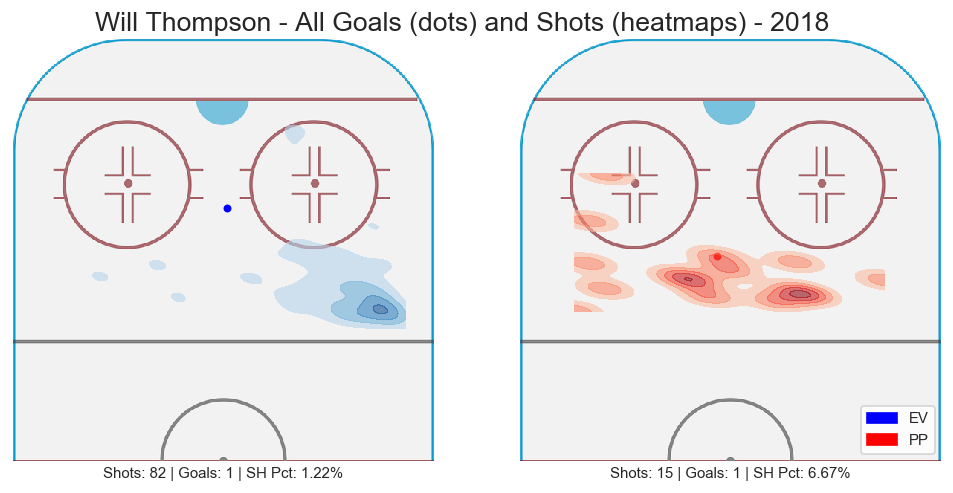 Will Thompson - All Goals (dots) and Shots (heatmaps) - 2018
EV
PP
Shots: 82 | Goals: 1 | SH Pct: 1.22%
Shots: 15 | Goals: 1 | SH Pct: 6.67%